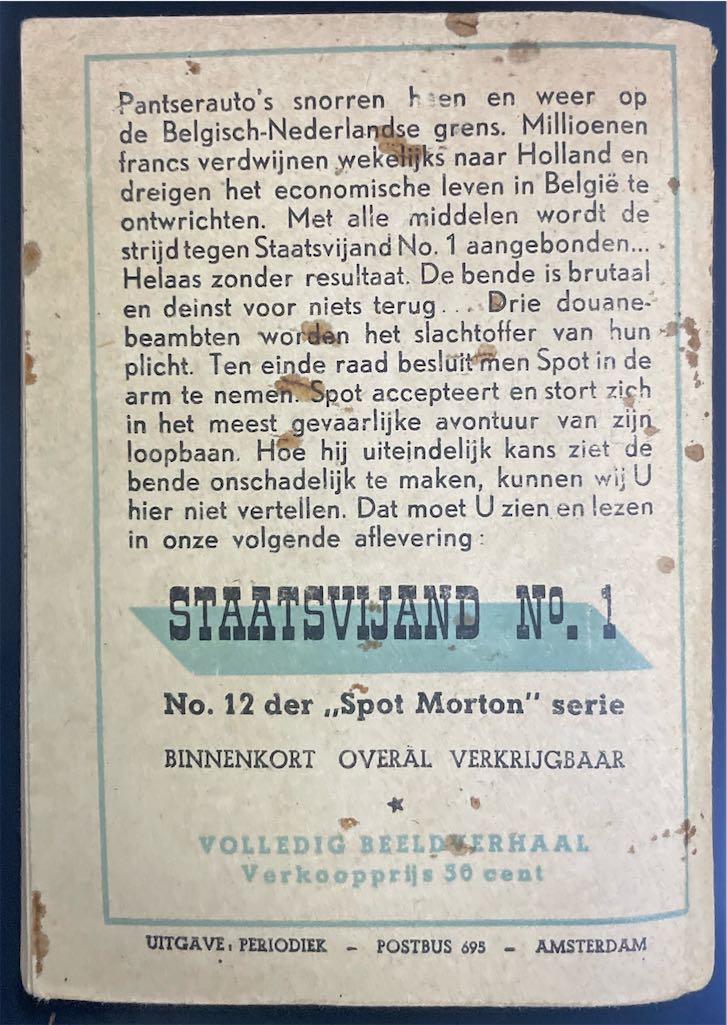 Pantserauto's snorren heen en weer op
de Belgisch-Nederlandse grens. Millioenen
francs verdwijnen wekelijks naar Holland en
dreigen het economische leven in België te
ontwrichten. Met alle middelen wordt de
strijd tegen Staatsvijand No. 1 aangebonden...
Helaas zonder resultaat. De bende is brutaal
en deinst voor niets terug... Drie douane-
beambten worden het slachtoffer van hun
plicht. Ten einde raad besluit men Spot in de
arm te nemen. Spot accepteert en stort zich
in het meest gevaarlijke avontuur van zijn
loopbaan. Hoe hij uiteindelijk kans ziet de
bende onschadelijk te maken, kunnen wij U
hier niet vertellen. Dat moet U zien en lezen
in onze volgende aflevering:
STAATSVIJAND No. 1
No. 12 der „Spot Morton" serie
BINNENKORT OVERAL VERKRIJGBAAR
VOLLEDIG BEELDVERHAAL
Verkoopprijs 50 cent
UITGAVE: PERIODIEK – POSTBUS 695 – AMSTERDAM